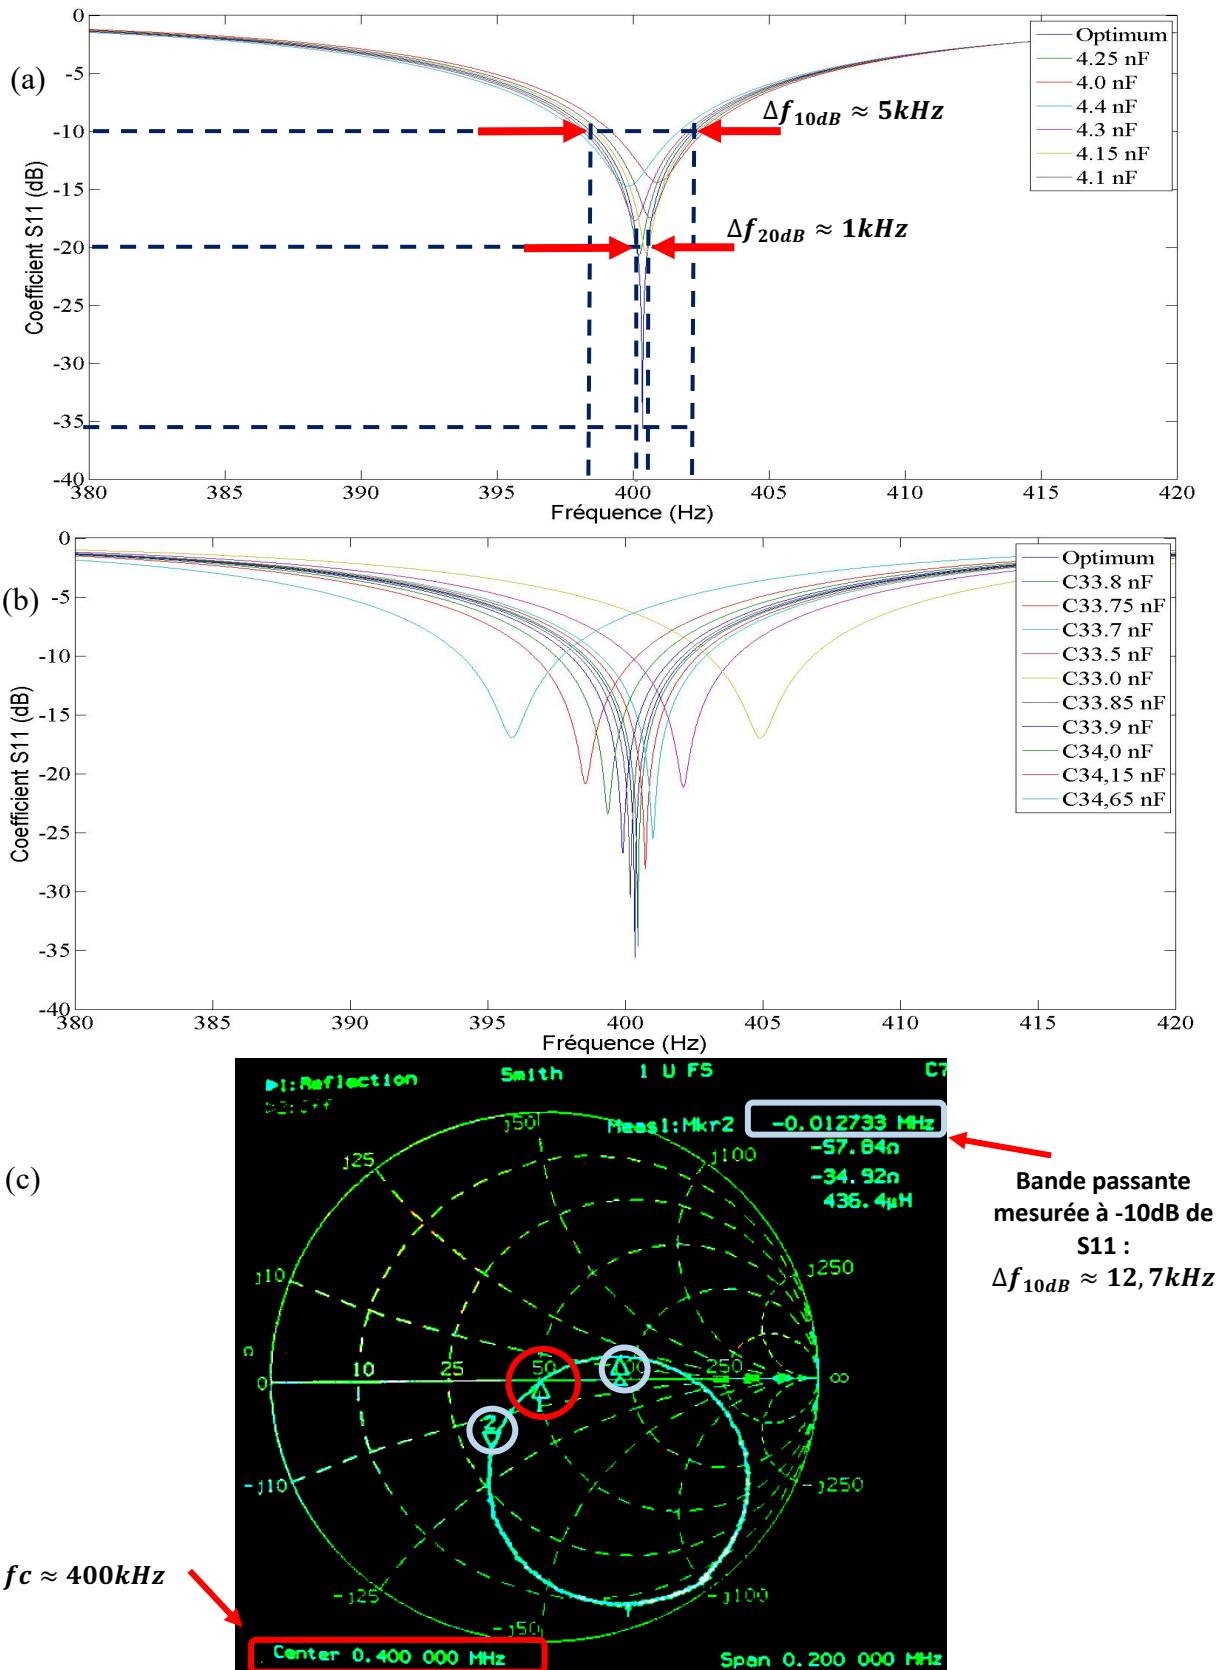 (a)
0
-5
-10
-15
-20
-25
-30
-35
-40
Coefficient S11 (dB)
380
385
390
395
400
405
410
415
420
Fréquence (Hz)
Δf10dB ≈ 5kHz
Δf20dB ≈ 1kHz
Optimum
4.25 nF
4.0 nF
4.4 nF
4.3 nF
4.15 nF
4.1 nF
(b)
0
-5
-10
-15
-20
-25
-30
-35
-40
Coefficient S11 (dB)
380
385
390
395
400
405
410
415
420
Fréquence (Hz)
Optimum
C33.8 nF
C33.75 nF
C33.7 nF
C33.5 nF
C33.0 nF
C33.85 nF
C33.9 nF
C34,0 nF
C34,15 nF
C34,65 nF
(c)
▶1:Reflection Smith 1 U FS C?
▷2:Off
Meas1:Mkr2 -0.012733 MHz
-57.84Ω
-34.92Ω
436.4µH
j50
j25
j100
j10
j250
Ω
0
10
25
50
100
250
∞
1
2
-j10
-j250
-j25
-j100
-j50
Center 0.400 000 MHz
Span 0.200 000 MHz
Bande passante
mesurée à -10dB de
S11 :
Δf10dB ≈ 12,7kHz
fc ≈ 400kHz